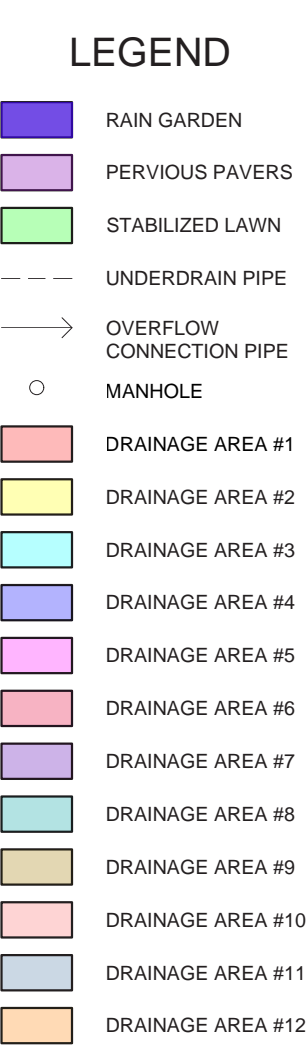 LEGEND
RAIN GARDEN
PERVIOUS PAVERS
STABILIZED LAWN
UNDERDRAIN PIPE
OVERFLOW
CONNECTION PIPE
MANHOLE
DRAINAGE AREA #1
DRAINAGE AREA #2
DRAINAGE AREA #3
DRAINAGE AREA #4
DRAINAGE AREA #5
DRAINAGE AREA #6
DRAINAGE AREA #7
DRAINAGE AREA #8
DRAINAGE AREA #9
DRAINAGE AREA #10
DRAINAGE AREA #11
DRAINAGE AREA #12